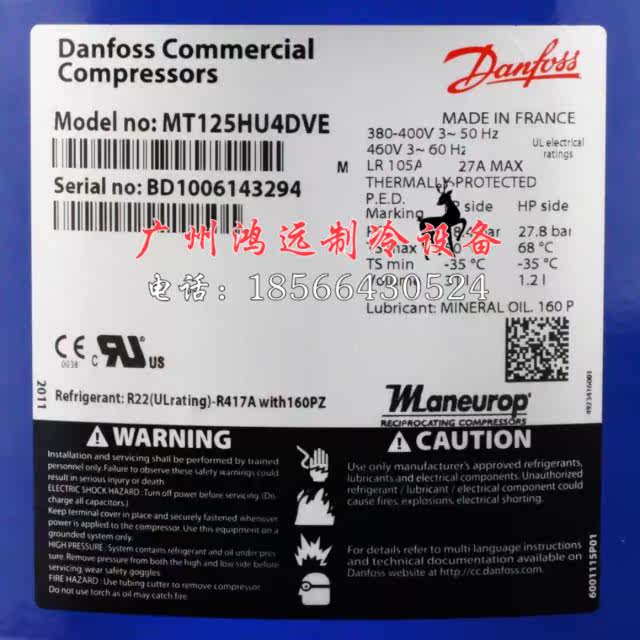 Danfoss Commercial
Compressors
Danfoss
Model no: MT125HU4DVE
Serial no: BD1006143294
MADE IN FRANCE
380-400V 3~ 50 Hz
460V 3~ 60 Hz
UL electrical
ratings
M
LR 105A 27A MAX
THERMALLY PROTECTED
P.E.D.
Marking
side HP side
bar 27.8 bar
max 68 °C
TS min -35 °C -35 °C
1.2 l
Lubricant: MINERAL OIL. 160 P
广州鸿远制冷设备
电话:18566430524
CE
0038
c RU US
2011
Refrigerant: R22(ULrating)-R417A with160PZ
Maneurop®
RECIPROCATING COMPRESSORS
4923416001
WARNING
Installation and servicing shall be performed by trained
personnel only. Failure to observe these safety warnings could
result in serious injury or death
ELECTRIC SHOCK HAZARD : Turn off power before servicing (Dis-
charge all capacitors.)
Keep terminal cover in place and securely fastened whenever
power is applied to the compressor. Use this equipment on a
grounded system only.
HIGH PRESSURE : System contains refrigerant and oil under pres-
sure. Remove pressure from both the high and low side before
servicing. wear safety goggles.
FIRE HAZARD : Use tubing cutter to remove compressor.
Do not use torch as oil may catch fire.
CAUTION
Use only manufacturer's approved refrigerants,
lubricants and electrical components. Unauthorized
refrigerant / lubricant / electrical component could
cause fires, explosions, electrical shorting.
For details refer to multi language instructions
and technical documentation available on
Danfoss website at http://cc.danfoss.com
6001115P01